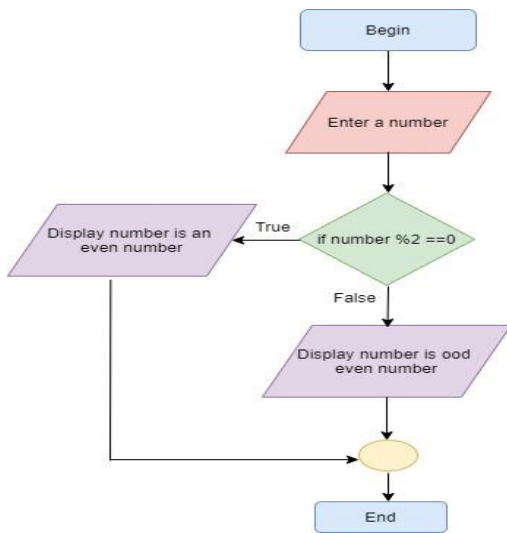 Begin
Enter a number
if number %2 ==0
True
Display number is an
even number
False
Display number is ood
even number
End